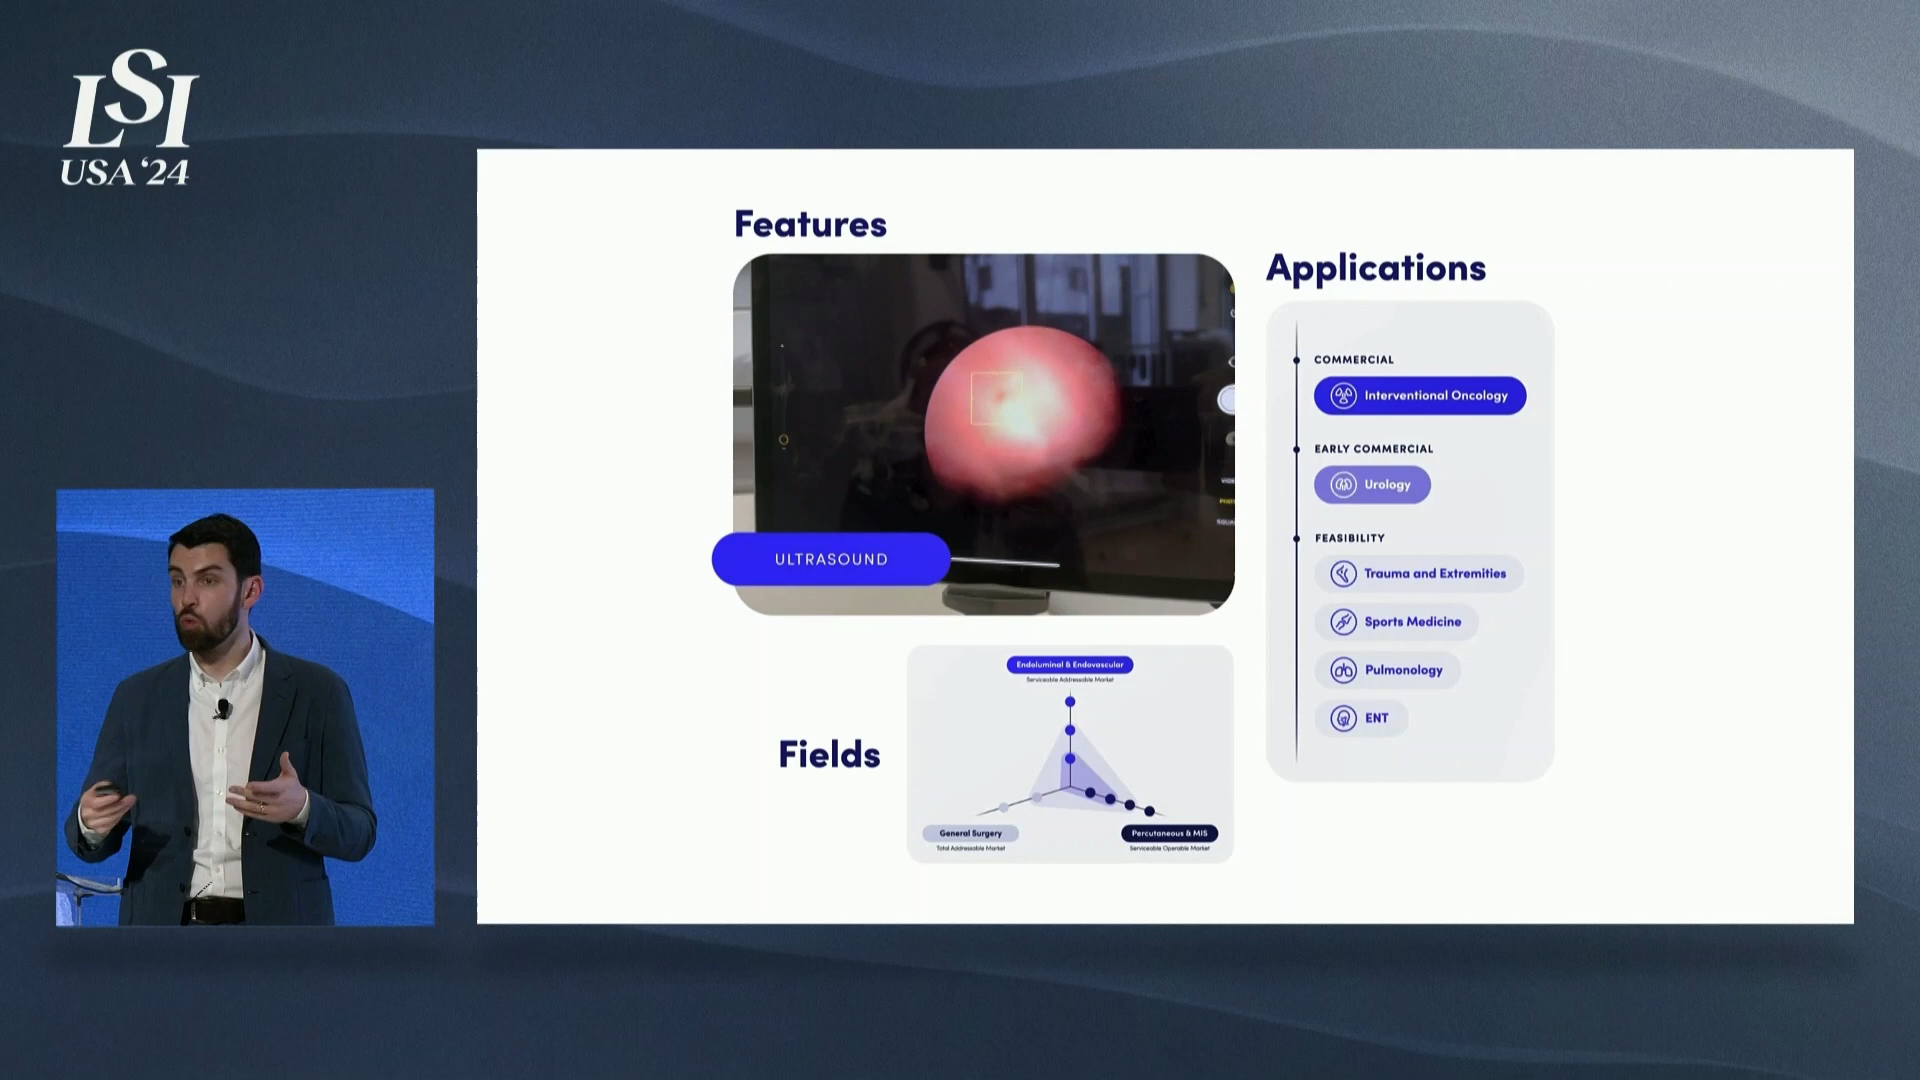 LSI
USA '24
Features
ULTRASOUND
Applications
COMMERCIAL
Interventional Oncology
EARLY COMMERCIAL
Urology
FEASIBILITY
Trauma and Extremities
Sports Medicine
Pulmonology
ENT
Fields
Endoluminal & Endovascular
Serviceable Addressable Market
General Surgery
Total Addressable Market
Percutaneous & MIS
Serviceable Operable Market